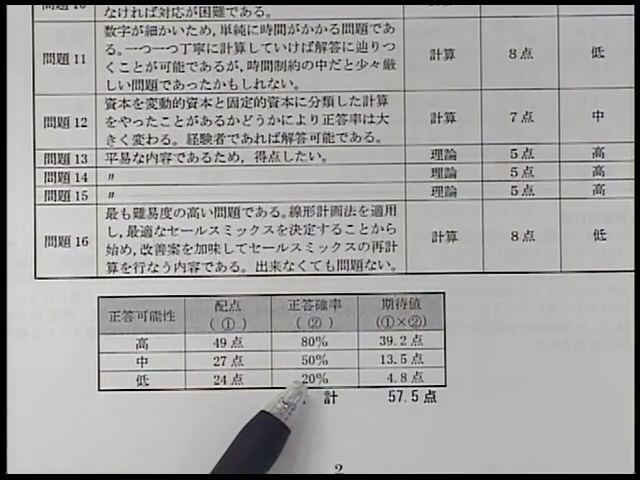 なければ対応が困難である。
数字が細かいため,単純に時間がかかる問題であ
る。一つ一つ丁寧に計算していけば解答に辿りつ
問題11 くことが可能であるが,時間制約の中だと少々厳 計算 8点 低
しい問題であったかもしれない。
資本を変動的資本と固定的資本に分類した計算
問題12 をやったことがあるかどうかにより正答率は大 計算 7点 中
きく変わる。経験者であれば解答可能である。
問題13 平易な内容であるため,得点したい。 理論 5点 高
問題14 〃 理論 5点 高
問題15 〃 理論 5点 高
最も難易度の高い問題である。線形計画法を適用
し,最適なセールスミックスを決定することから
問題16 始め,改善案を加味してセールスミックスの再計 計算 8点 低
算を行なう内容である。出来なくても問題ない。
正答可能性 配点 正答確率 期待値
(①) (②) (①×②)
高 49点 80% 39.2点
中 27点 50% 13.5点
低 24点 20% 4.8点
計 57.5点
2